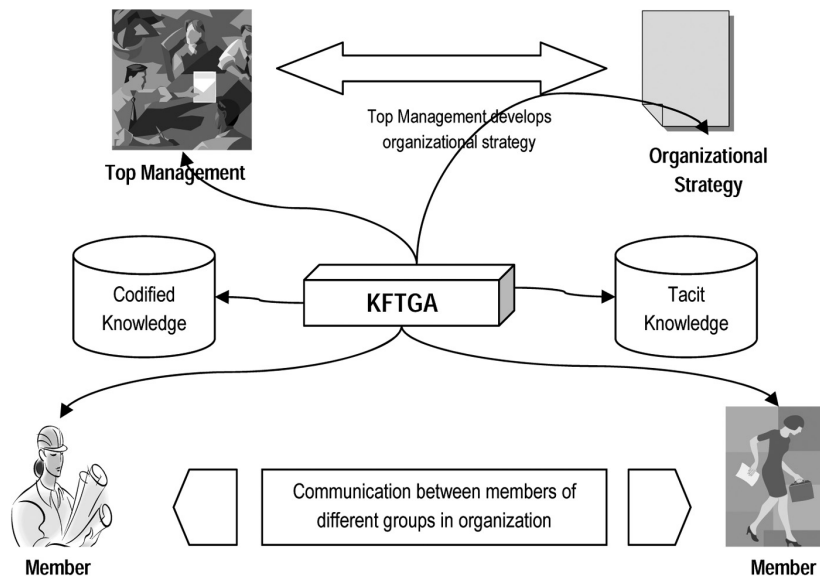 Top Management develops
organizational strategy
Top Management
Organizational
Strategy
Codified
Knowledge
KFTGA
Tacit
Knowledge
Communication between members of
different groups in organization
Member
Member